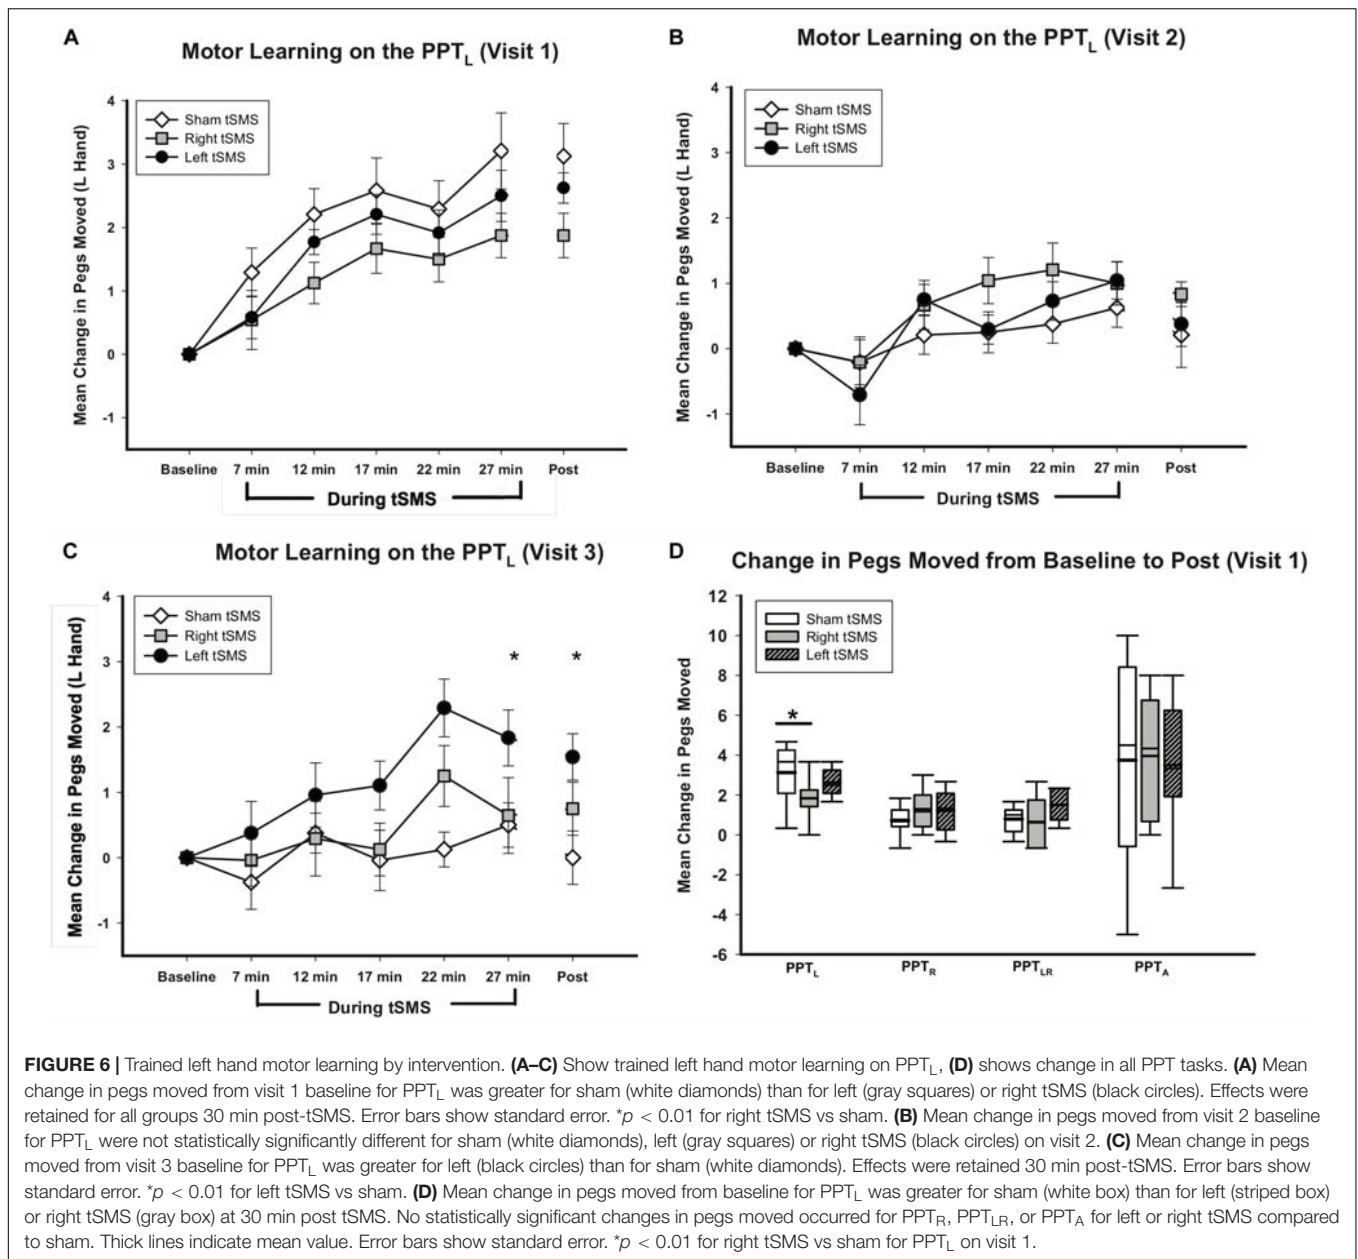 A
Motor Learning on the PPT_L (Visit 1)
Mean Change in Pegs Moved (L Hand)
Sham tSMS
Right tSMS
Left tSMS
4
3
2
1
0
-1
Baseline 7 min 12 min 17 min 22 min 27 min Post
During tSMS
B
Motor Learning on the PPT_L (Visit 2)
Mean Change in Pegs Moved (L Hand)
Sham tSMS
Right tSMS
Left tSMS
4
3
2
1
0
-1
Baseline 7 min 12 min 17 min 22 min 27 min Post
During tSMS
C
Motor Learning on the PPT_L (Visit 3)
Mean Change in Pegs Moved (L Hand)
Sham tSMS
Right tSMS
Left tSMS
4
3
2
1
0
-1
* *
Baseline 7 min 12 min 17 min 22 min 27 min Post
During tSMS
D
Change in Pegs Moved from Baseline to Post (Visit 1)
Mean Change in Pegs Moved
Sham tSMS
Right tSMS
Left tSMS
12
10
8
6
4
2
0
-2
-4
-6
*
PPT_L PPT_R PPT_LR PPT_A
FIGURE 6 | Trained left hand motor learning by intervention. (A–C) Show trained left hand motor learning on PPT_L, (D) shows change in all PPT tasks. (A) Mean
change in pegs moved from visit 1 baseline for PPT_L was greater for sham (white diamonds) than for left (gray squares) or right tSMS (black circles). Effects were
retained for all groups 30 min post-tSMS. Error bars show standard error. *p < 0.01 for right tSMS vs sham. (B) Mean change in pegs moved from visit 2 baseline
for PPT_L were not statistically significantly different for sham (white diamonds), left (gray squares) or right tSMS (black circles) on visit 2. (C) Mean change in pegs
moved from visit 3 baseline for PPT_L was greater for left (black circles) than for sham (white diamonds). Effects were retained 30 min post-tSMS. Error bars show
standard error. *p < 0.01 for left tSMS vs sham. (D) Mean change in pegs moved from baseline for PPT_L was greater for sham (white box) than for left (striped box)
or right tSMS (gray box) at 30 min post tSMS. No statistically significant changes in pegs moved occurred for PPT_R, PPT_LR, or PPT_A for left or right tSMS compared
to sham. Thick lines indicate mean value. Error bars show standard error. *p < 0.01 for right tSMS vs sham for PPT_L on visit 1.